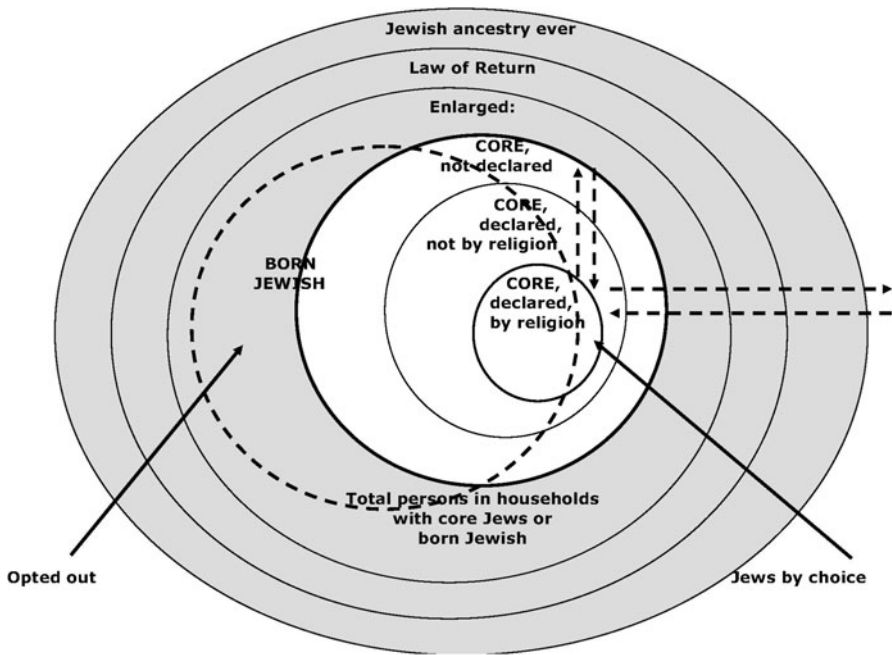 Jewish ancestry ever
Law of Return
Enlarged:
CORE,
not declared
CORE,
declared,
not by religion
BORN
JEWISH
CORE,
declared,
by religion
Total persons in households
with core Jews or
born Jewish
Opted out
Jews by choice